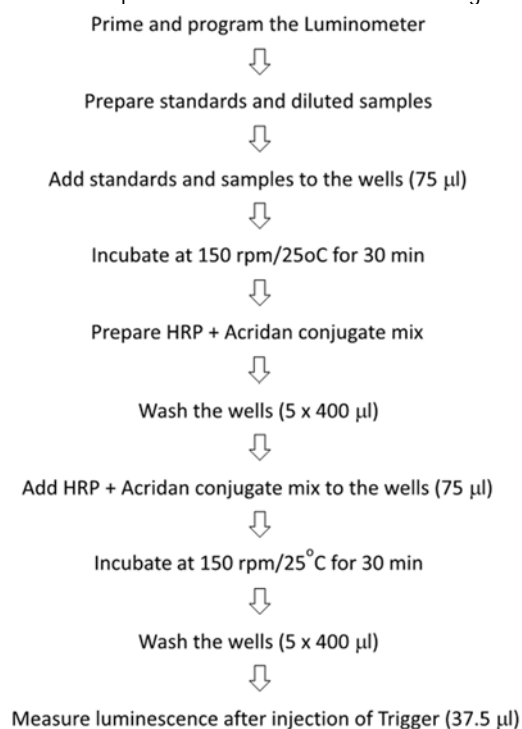 Prime and program the Luminometer
Prepare standards and diluted samples
Add standards and samples to the wells (75 μl)
Incubate at 150 rpm/25oC for 30 min
Prepare HRP + Acridan conjugate mix
Wash the wells (5 x 400 μl)
Add HRP + Acridan conjugate mix to the wells (75 μl)
Incubate at 150 rpm/25°C for 30 min
Wash the wells (5 x 400 μl)
Measure luminescence after injection of Trigger (37.5 μl)